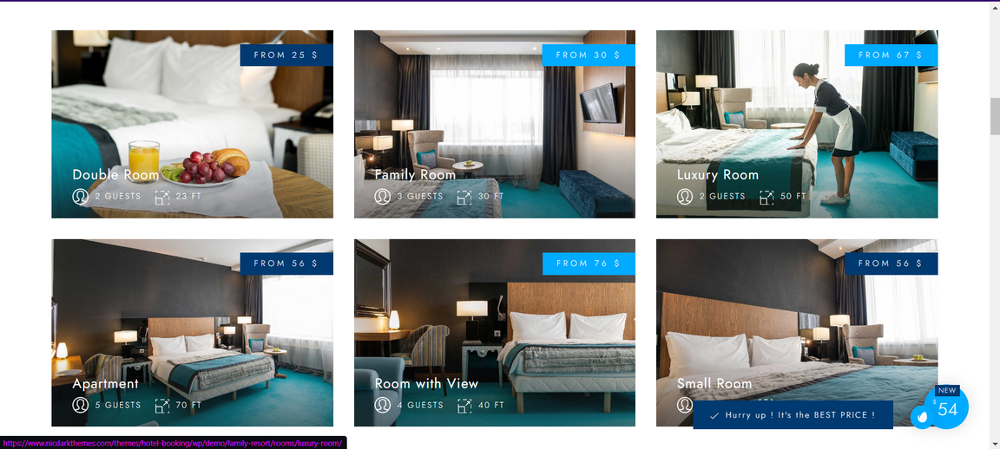 FROM 25 $
FROM 30 $
FROM 67 $
Double Room
Family Room
Luxury Room
2 GUESTS 23 FT
3 GUESTS 30 FT
2 GUESTS 50 FT
FROM 56 $
FROM 76 $
FROM 56 $
Apartment
Room with View
Small Room
5 GUESTS 70 FT
4 GUESTS 40 FT
NEW
$ 54
Hurry up ! It's the BEST PRICE !
https://www.nicdarkthemes.com/themes/hotel-booking/wp/demo/family-resort/rooms/luxury-room/